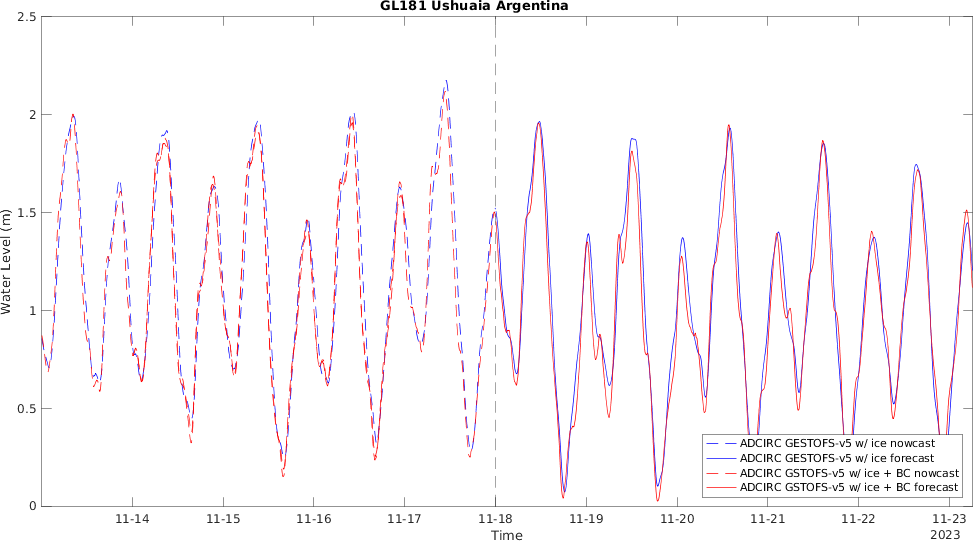 GL181 Ushuaia Argentina
2.5
2
1.5
1
0.5
0
Water Level (m)
11-14
11-15
11-16
11-17
11-18
11-19
11-20
11-21
11-22
11-23
2023
Time
ADCIRC GESTOFS-v5 w/ ice nowcast
ADCIRC GESTOFS-v5 w/ ice forecast
ADCIRC GSTOFS-v5 w/ ice + BC nowcast
ADCIRC GSTOFS-v5 w/ ice + BC forecast